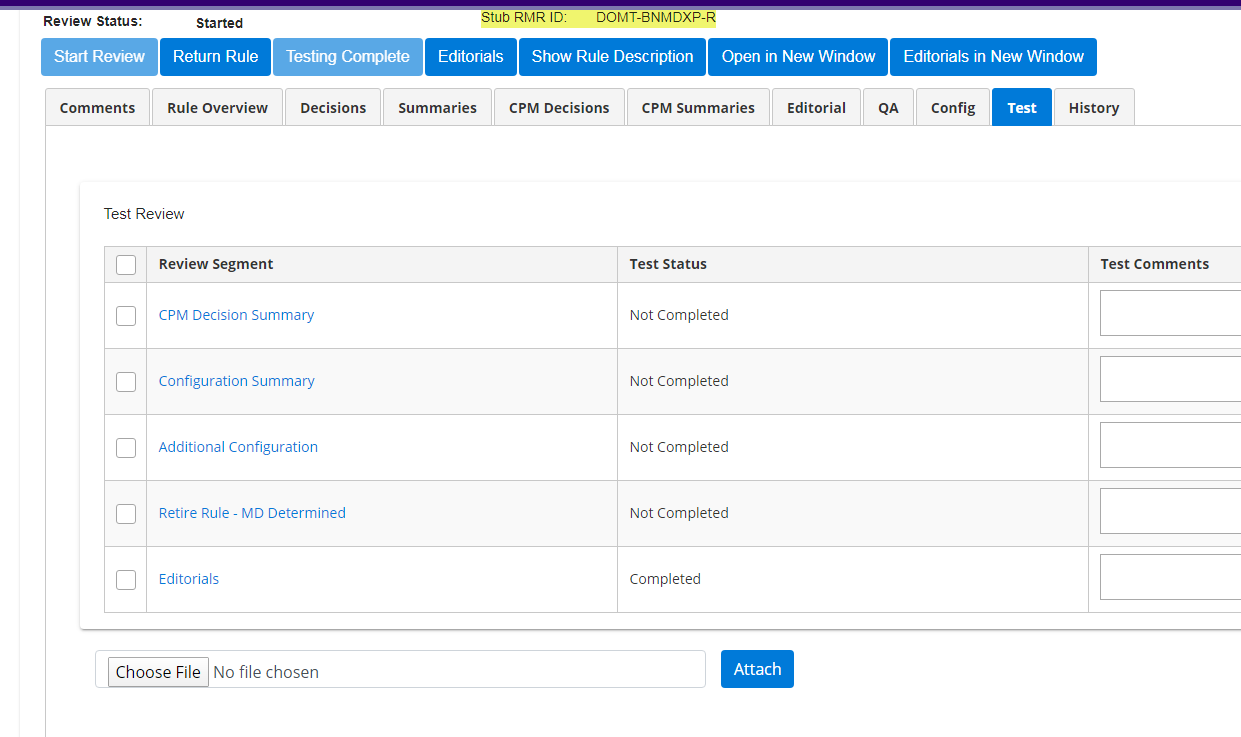 Review Status: Started Stub RMR ID: DOMT-BNMDXP-R
Start Review Return Rule Testing Complete Editorials Show Rule Description Open in New Window Editorials in New Window
Comments Rule Overview Decisions Summaries CPM Decisions CPM Summaries Editorial QA Config Test History
Test Review
Review Segment Test Status Test Comments
CPM Decision Summary Not Completed
Configuration Summary Not Completed
Additional Configuration Not Completed
Retire Rule - MD Determined Not Completed
Editorials Completed
Choose File No file chosen Attach